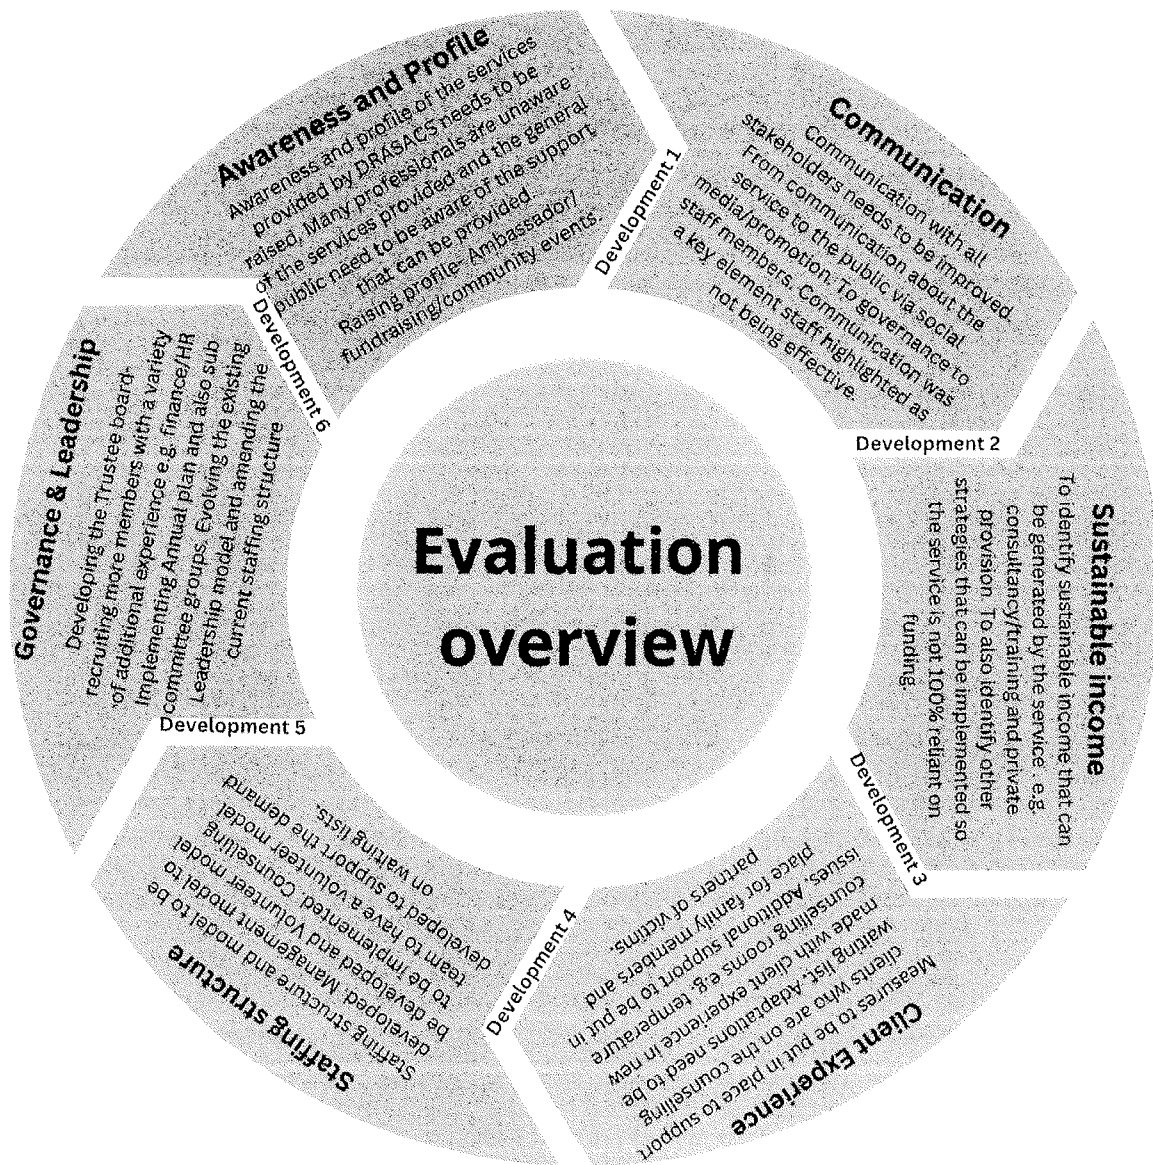 Evaluation
overview
Development 1
Communication
Communication with all
stakeholders needs to be improved.
From communication about the
service to the public via social
media/promotion. To governance to
staff members. Communication was
a key element staff highlighted as
not being effective.
Development 2
Sustainable income
To identify sustainable income that can
be generated by the service . e.g.
consultancy/training and private
provision. To also identify other
strategies that can be implemented so
the service is not 100% reliant on
funding.
Development 3
Client Experience
Measures to be put in place to support
clients who are on the counselling
waiting list. Adaptations need to be
made with client experience in new
counselling rooms e.g. temperature
issues. Additional support to be put in
place for family members and
partners of victims.
Development 4
Staffing structure
Staffing structure and model to be
developed. Management model to
be developed and Volunteer model
to be implemented. Counselling
team to have a volunteer model
developed to support the demand
on waiting lists.
Development 5
Governance & Leadership
Developing the Trustee board-
recruiting more members with a variety
of additional experience e.g. finance/HR
Implementing Annual plan and also sub
committee groups. Evolving the existing
Leadership model and amending the
current staffing structure
Development 6
Awareness and Profile
Awareness and profile of the services
provided by DRASACS needs to be
raised, Many professionals are unaware
of the services provided and the general
public need to be aware of the support
that can be provided.
Raising profile- Ambassador/
fundraising/community events.